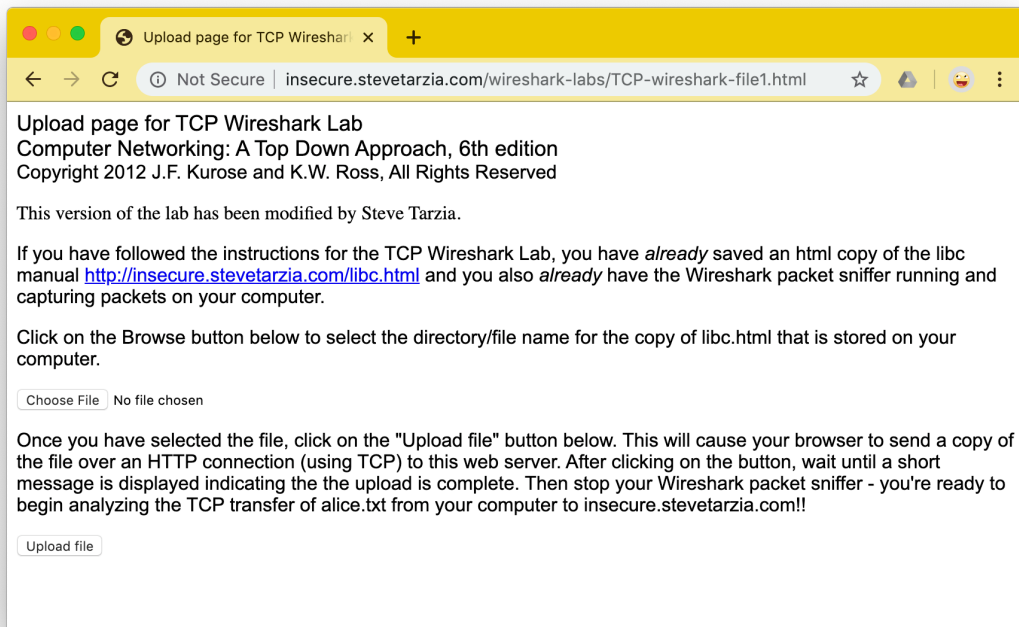 Upload page for TCP Wireshark
Not Secure insecure.stevetarzia.com/wireshark-labs/TCP-wireshark-file1.html
Upload page for TCP Wireshark Lab
Computer Networking: A Top Down Approach, 6th edition
Copyright 2012 J.F. Kurose and K.W. Ross, All Rights Reserved
This version of the lab has been modified by Steve Tarzia.
If you have followed the instructions for the TCP Wireshark Lab, you have already saved an html copy of the libc
manual http://insecure.stevetarzia.com/libc.html and you also already have the Wireshark packet sniffer running and
capturing packets on your computer.
Click on the Browse button below to select the directory/file name for the copy of libc.html that is stored on your
computer.
Choose File No file chosen
Once you have selected the file, click on the "Upload file" button below. This will cause your browser to send a copy of
the file over an HTTP connection (using TCP) to this web server. After clicking on the button, wait until a short
message is displayed indicating the the upload is complete. Then stop your Wireshark packet sniffer - you're ready to
begin analyzing the TCP transfer of alice.txt from your computer to insecure.stevetarzia.com!!
Upload file